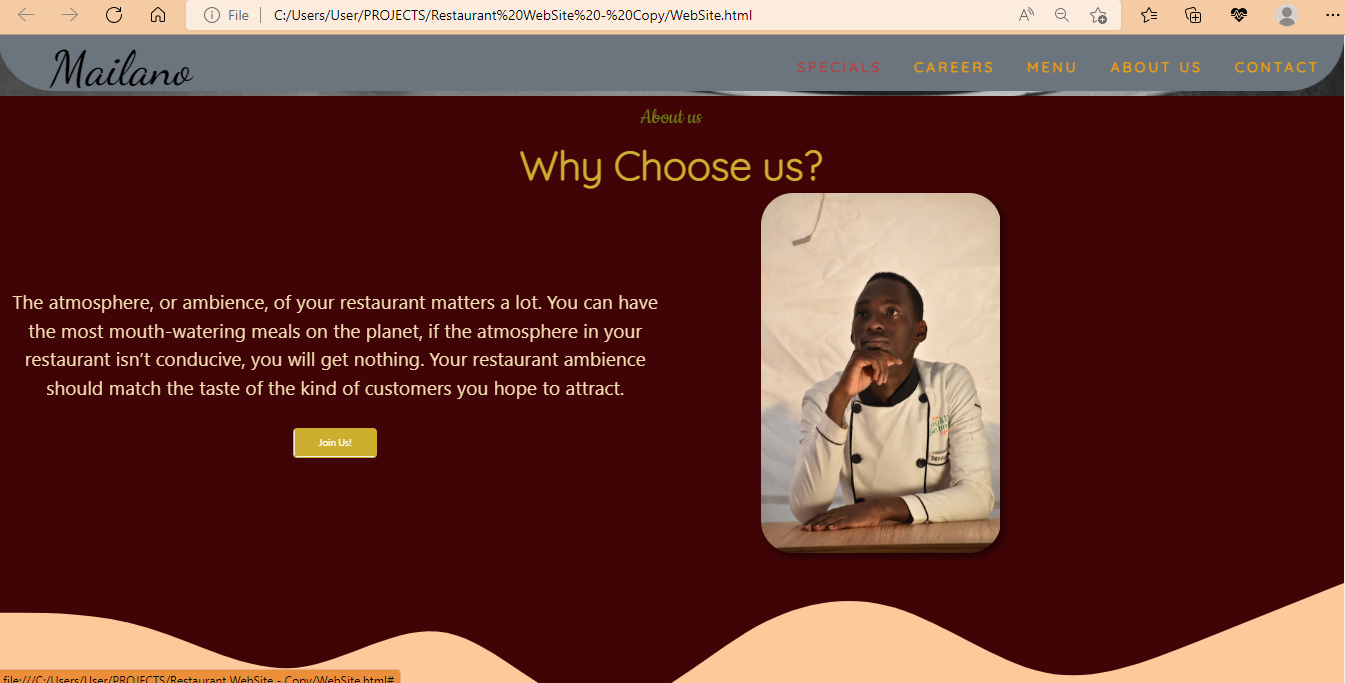 File
C:/Users/User/PROJECTS/Restaurant%20WebSite%20-%20Copy/WebSite.html
Mailano
SPECIALS CAREERS MENU ABOUT US CONTACT
About us
Why Choose us?
The atmosphere, or ambience, of your restaurant matters a lot. You can have
the most mouth-watering meals on the planet, if the atmosphere in your
restaurant isn’t conducive, you will get nothing. Your restaurant ambience
should match the taste of the kind of customers you hope to attract.
Join Us!
file:///C:/Users/User/PROJECTS/Restaurant WebSite - Copy/WebSite.html#